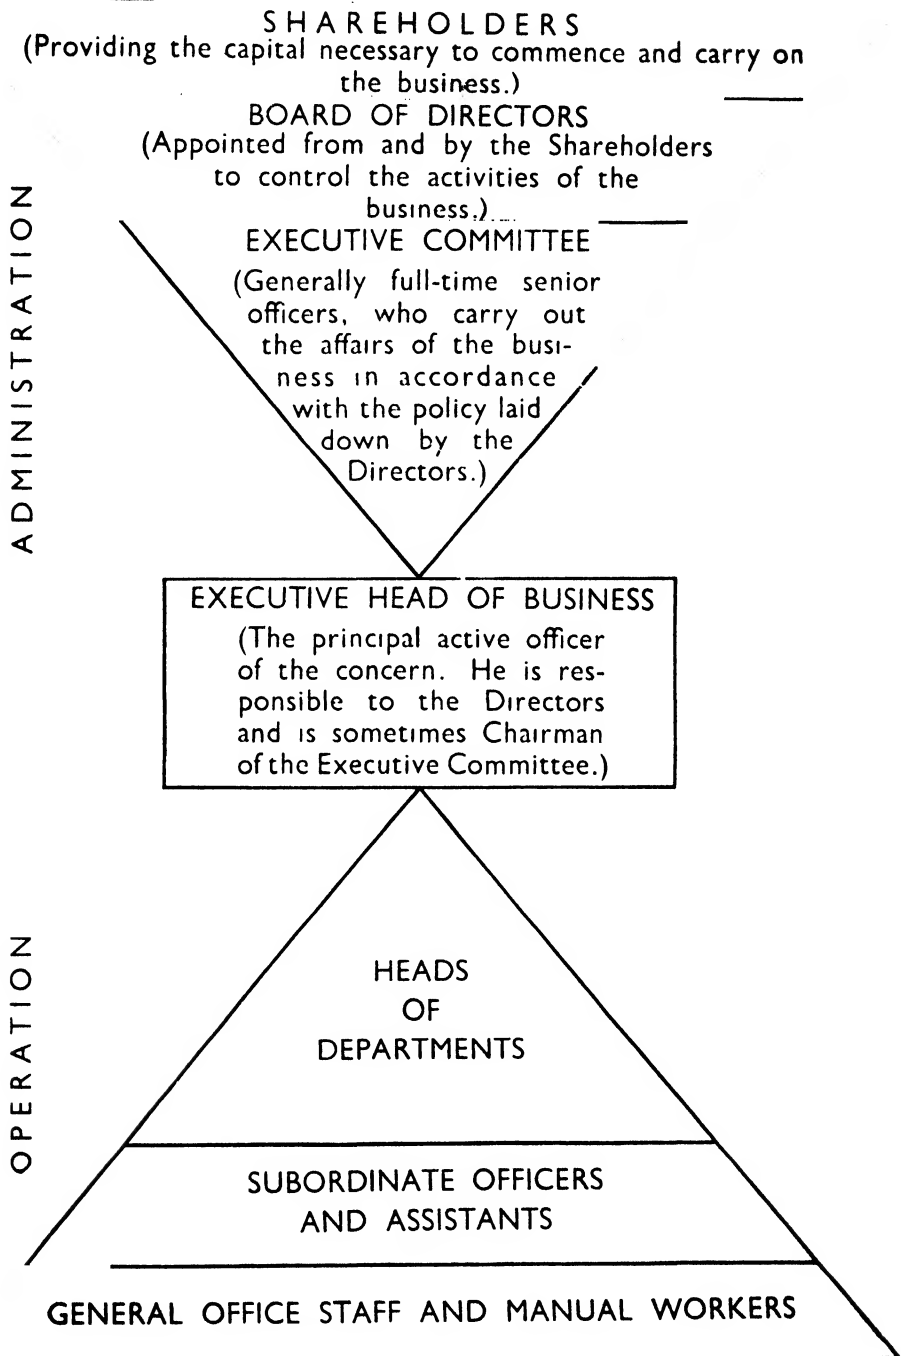 SHAREHOLDERS
(Providing the capital necessary to commence and carry on
the business.)
BOARD OF DIRECTORS
(Appointed from and by the Shareholders
to control the activities of the
business.)
EXECUTIVE COMMITTEE
(Generally full-time senior
officers, who carry out
the affairs of the busi-
ness in accordance
with the policy laid
down by the
Directors.)
ADMINISTRATION
EXECUTIVE HEAD OF BUSINESS
(The principal active officer
of the concern. He is res-
ponsible to the Directors
and is sometimes Chairman
of the Executive Committee.)
OPERATION
HEADS
OF
DEPARTMENTS
SUBORDINATE OFFICERS
AND ASSISTANTS
GENERAL OFFICE STAFF AND MANUAL WORKERS